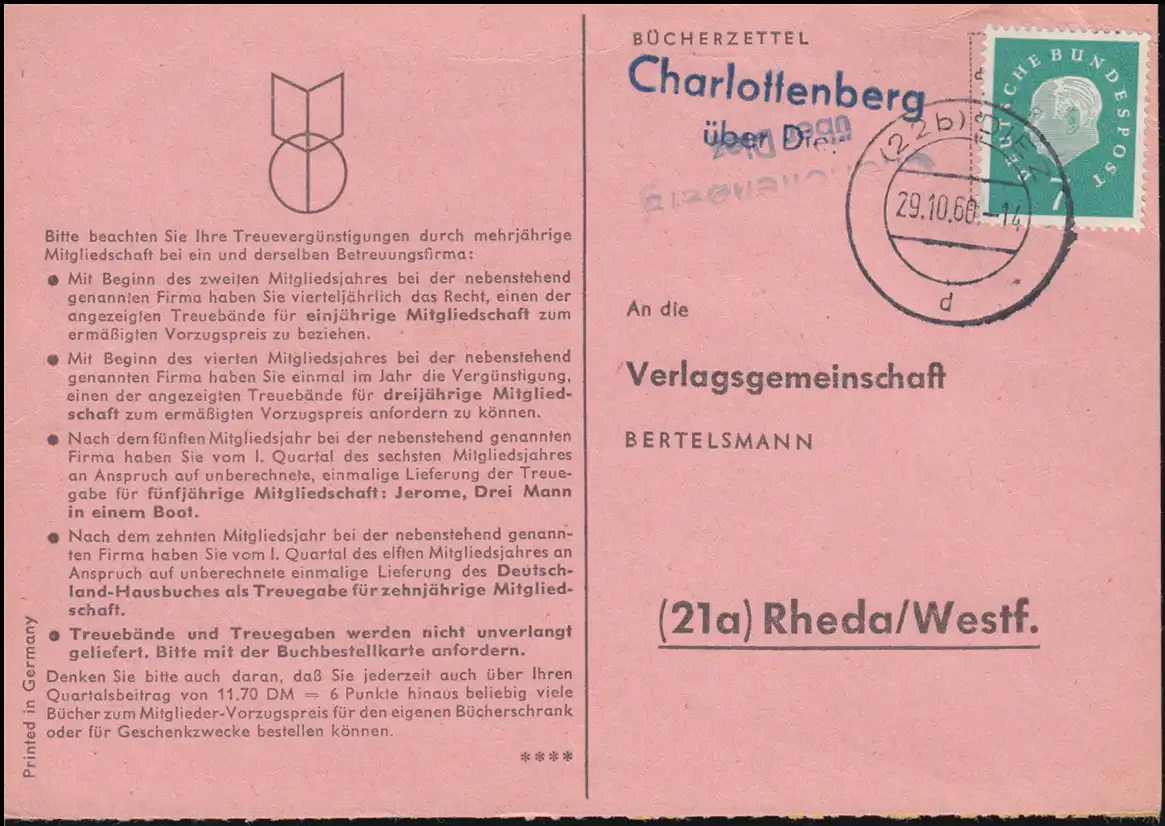 Bitte beachten Sie Ihre Treuevergünstigungen durch mehrjährige
Mitgliedschaft bei ein und derselben Betreuungsfirma:
● Mit Beginn des zweiten Mitgliedsjahres bei der nebenstehend
genannten Firma haben Sie vierteljährlich das Recht, einen der
angezeigten Treuebände für einjährige Mitgliedschaft zum
ermäßigten Vorzugspreis zu beziehen.
● Mit Beginn des vierten Mitgliedsjahres bei der nebenstehend
genannten Firma haben Sie einmal im Jahr die Vergünstigung,
einen der angezeigten Treuebände für dreijährige Mitglied-
schaft zum ermäßigten Vorzugspreis anfordern zu können.
● Nach dem fünften Mitgliedsjahr bei der nebenstehend genannten
Firma haben Sie vom I. Quartal des sechsten Mitgliedsjahres
an Anspruch auf unberechnete, einmalige Lieferung der Treue-
gabe für fünfjährige Mitgliedschaft: Jerome, Drei Mann
in einem Boot.
● Nach dem zehnten Mitgliedsjahr bei der nebenstehend genann-
ten Firma haben Sie vom I. Quartal des elften Mitgliedsjahres an
Anspruch auf unberechnete einmalige Lieferung des Deutsch-
land-Hausbuches als Treuegabe für zehnjährige Mitglied-
schaft.
● Treuebände und Treuegaben werden nicht unverlangt
geliefert. Bitte mit der Buchbestellkarte anfordern.
Denken Sie bitte auch daran, daß Sie jederzeit auch über Ihren
Quartalsbeitrag von 11.70 DM = 6 Punkte hinaus beliebig viele
Bücher zum Mitglieder-Vorzugspreis für den eigenen Bücherschrank
oder für Geschenkzwecke bestellen können.
****
Printed in Germany
BÜCHERZETTEL
Charlottenberg
über Diez
Charlottenberg
über Diez
DEUTSCHE BUNDESPOST
7
(22b) DIEZ
29.10.60.-14
d
An die
Verlagsgemeinschaft
BERTELSMANN
(21a) Rheda/Westf.